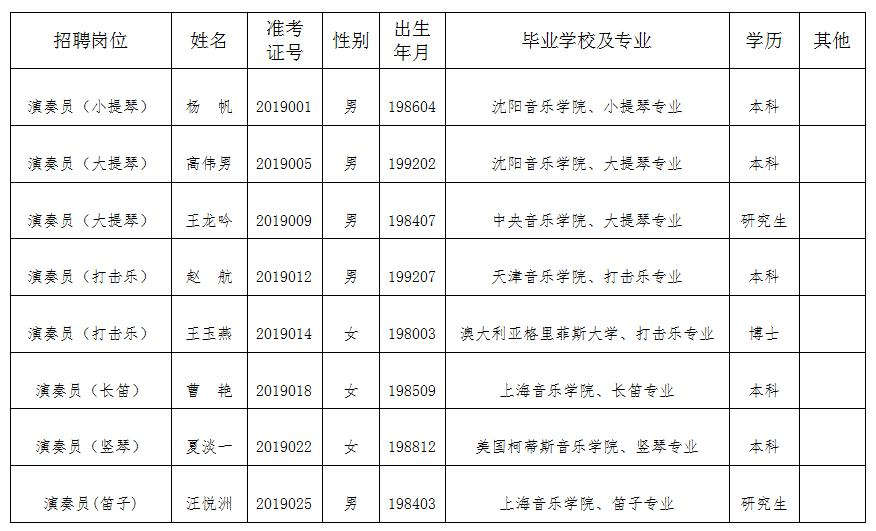 招聘岗位 姓名 准考证号 性别 出生年月 毕业学校及专业 学历 其他
演奏员（小提琴） 杨　帆 2019001 男 198604 沈阳音乐学院、小提琴专业 本科
演奏员（大提琴） 高伟男 2019005 男 199202 沈阳音乐学院、大提琴专业 本科
演奏员（大提琴） 王龙吟 2019009 男 198407 中央音乐学院、大提琴专业 研究生
演奏员（打击乐） 赵　航 2019012 男 199207 天津音乐学院、打击乐专业 本科
演奏员（打击乐） 王玉燕 2019014 女 198003 澳大利亚格里菲斯大学、打击乐专业 博士
演奏员（长笛） 曹　艳 2019018 女 198509 上海音乐学院、长笛专业 本科
演奏员（竖琴） 夏淡一 2019022 女 198812 美国柯蒂斯音乐学院、竖琴专业 本科
演奏员(笛子) 汪悦洲 2019025 男 198403 上海音乐学院、笛子专业 研究生